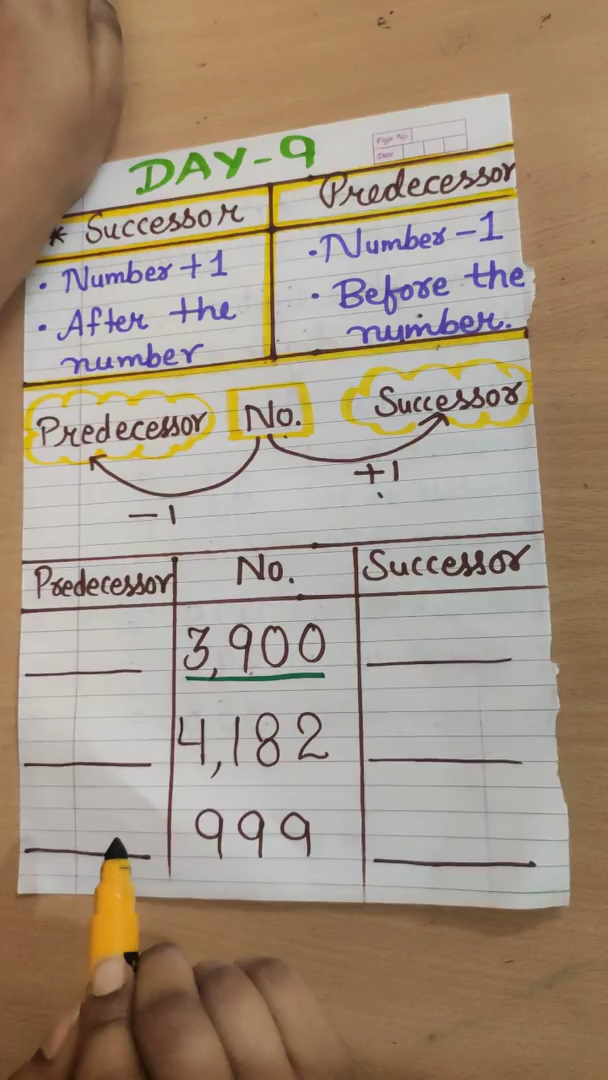 DAY-9
Page No.
Date
* Successor
Predecessor
• Number +1
• After the
number
• Number -1
• Before the
number.
Predecessor No. Successor
-1
+1
Predecessor No. Successor
3,900
4,182
999